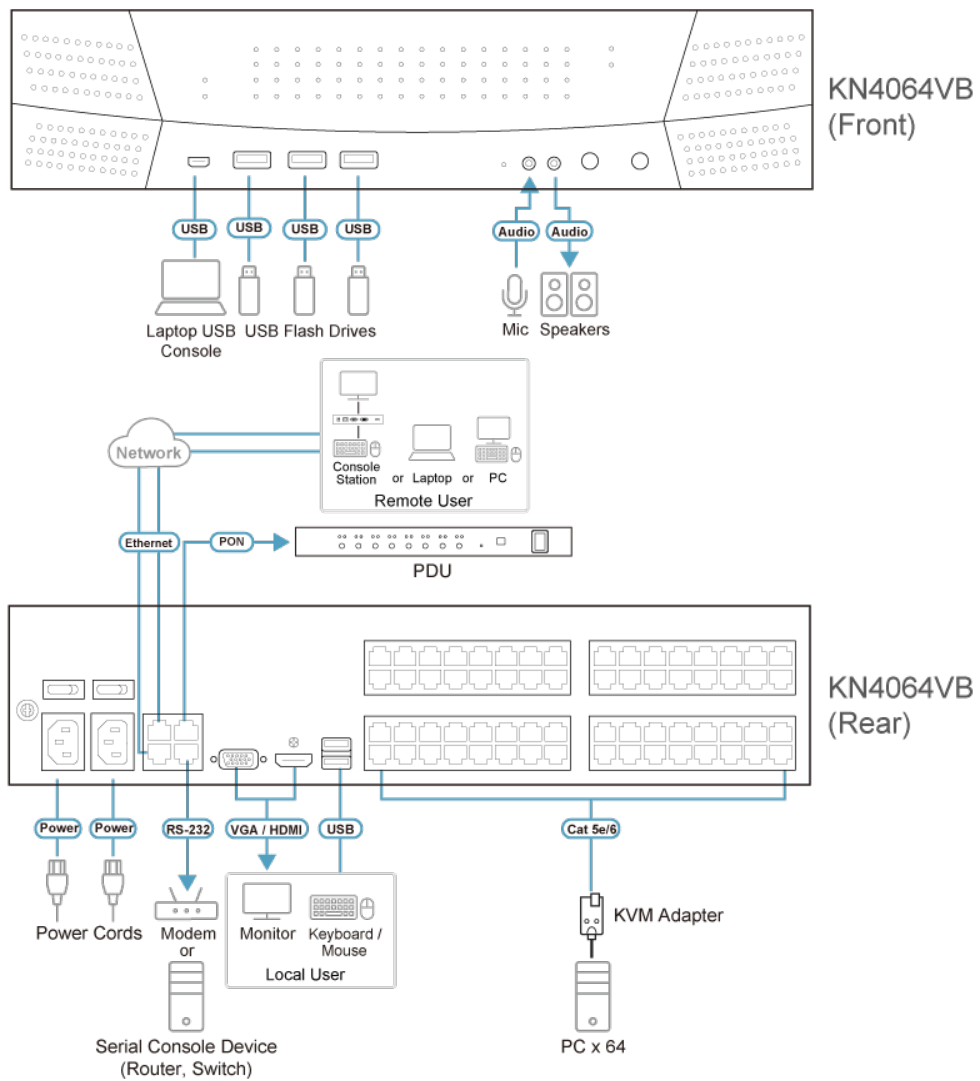 KN4064VB
(Front)
USB
USB
USB
USB
Audio
Audio
Laptop USB
Console
USB Flash Drives
Mic
Speakers
Network
Console
Station
or
Laptop
or
PC
Remote User
Ethernet
PON
PDU
KN4064VB
(Rear)
Power
Power
RS-232
VGA / HDMI
USB
Cat 5e/6
Power Cords
Modem
or
Monitor
Keyboard /
Mouse
Local User
KVM Adapter
Serial Console Device
(Router, Switch)
PC x 64